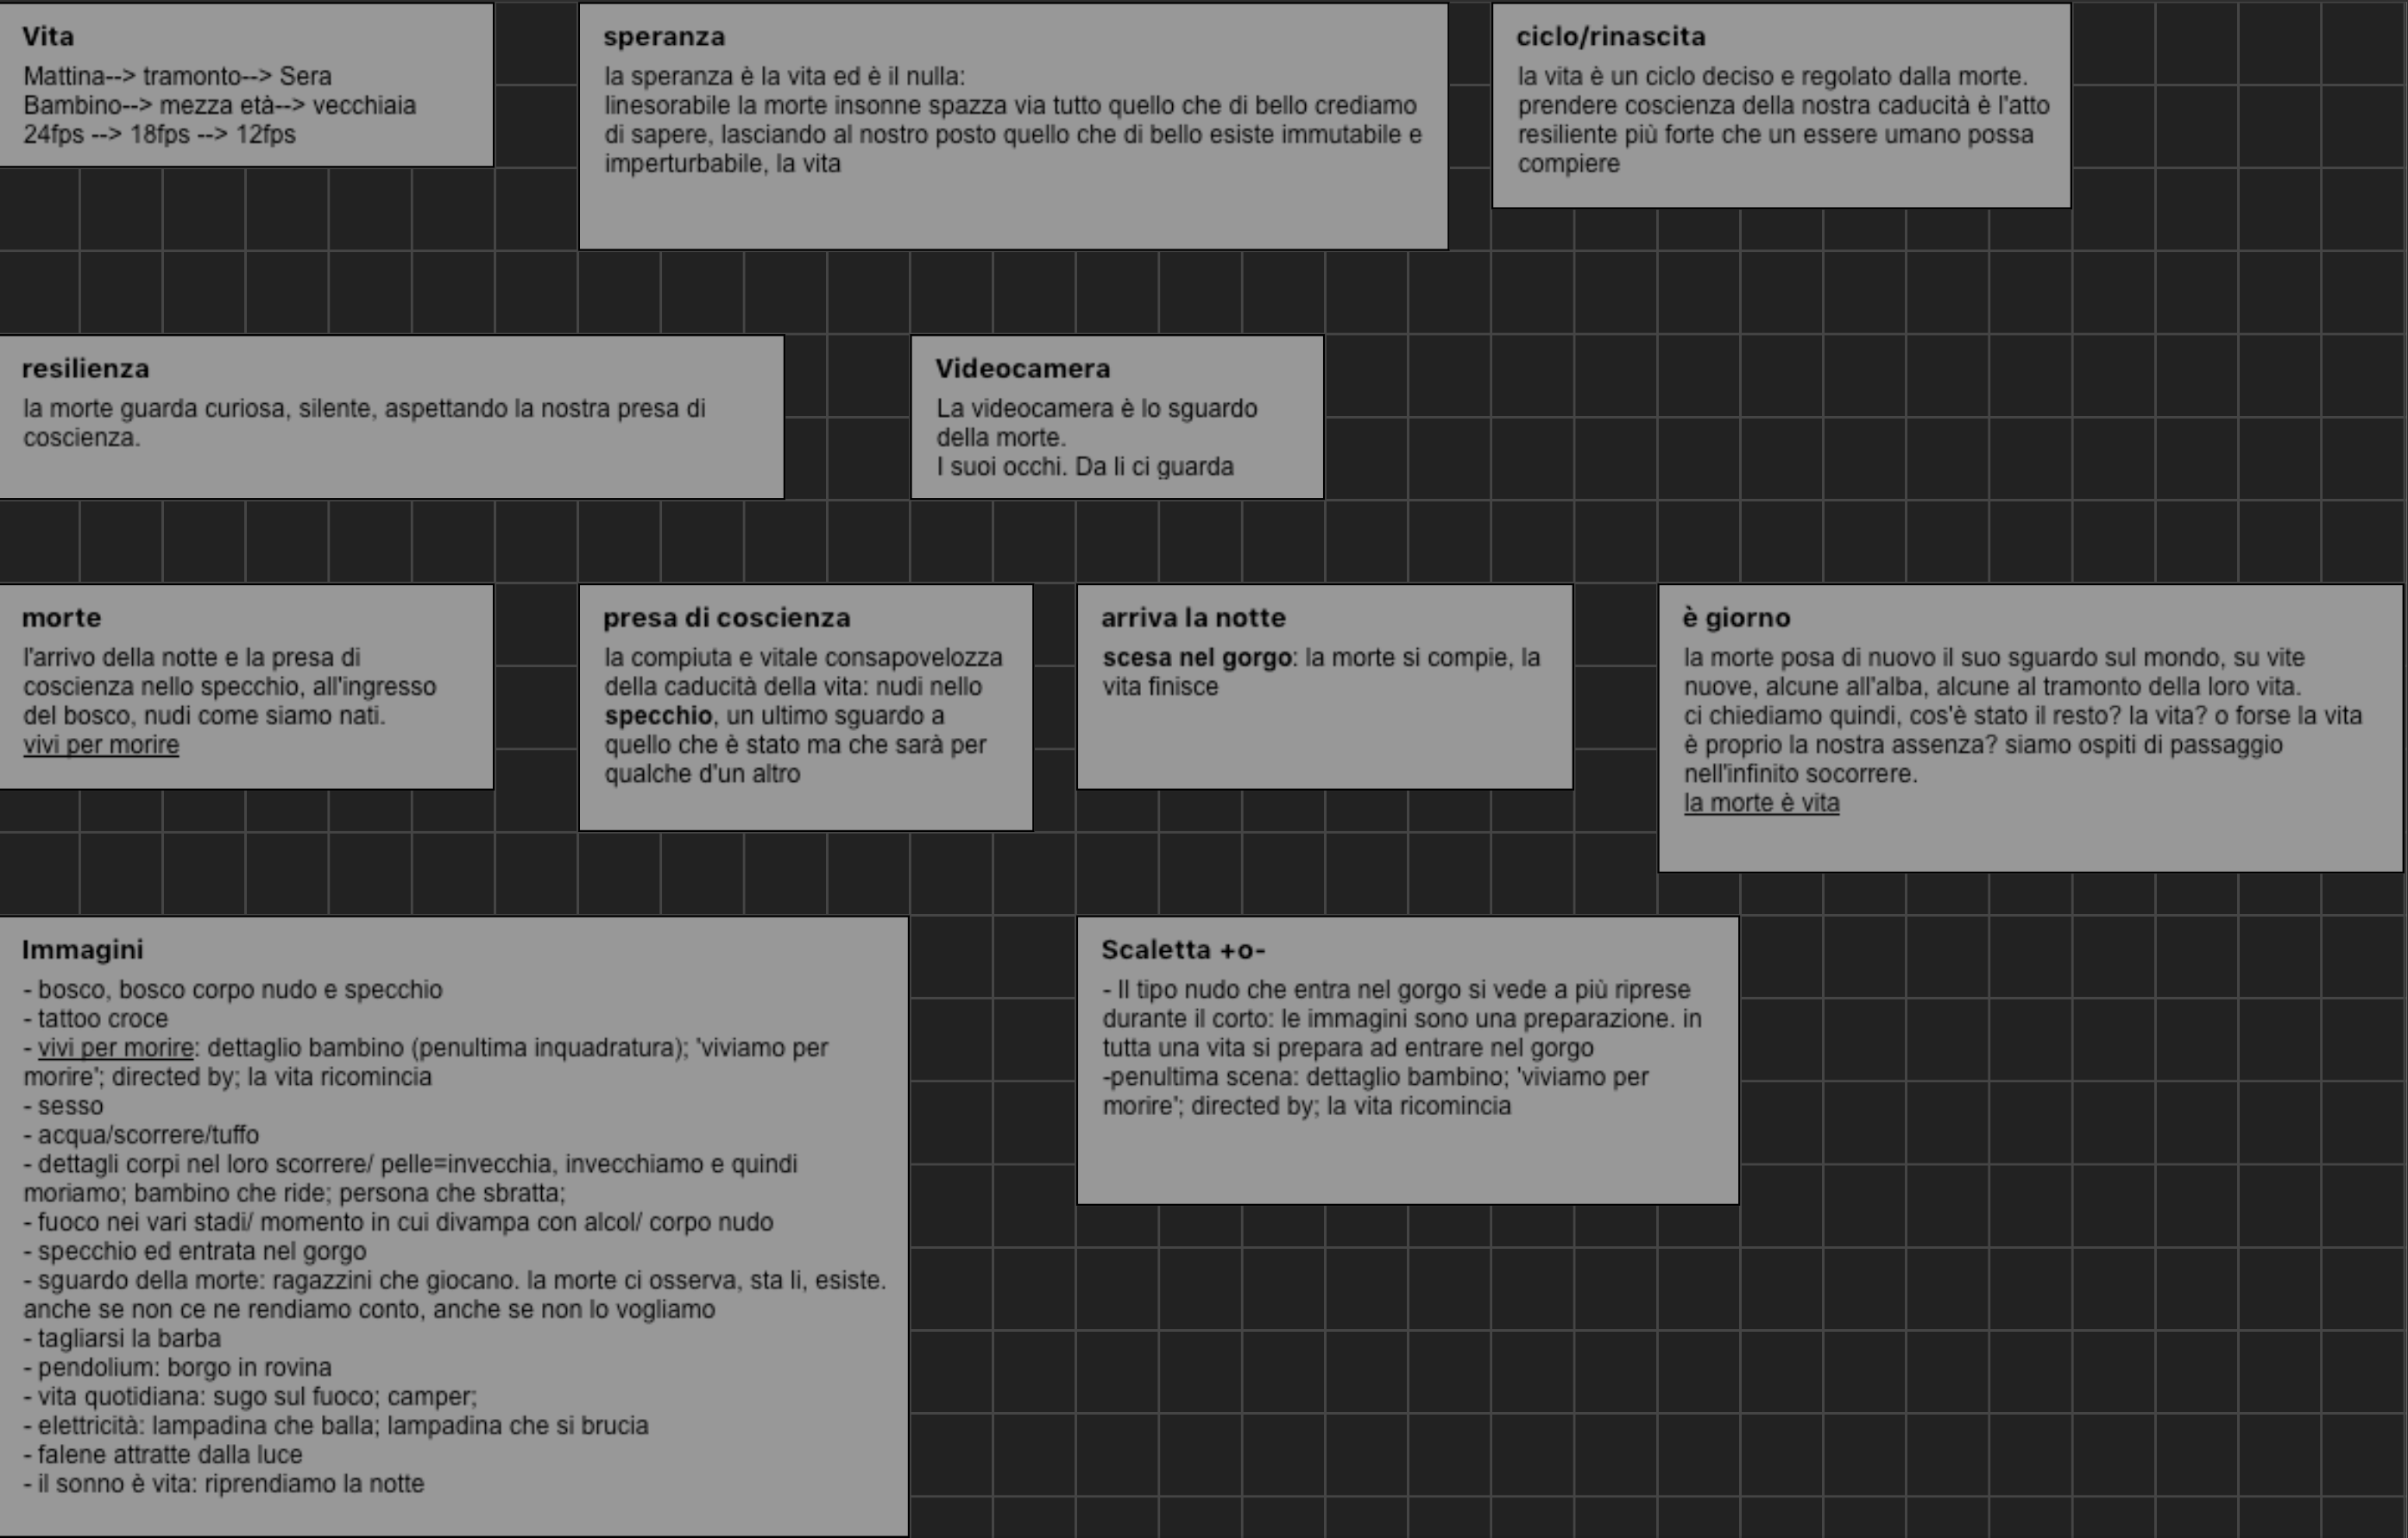 Vita
Mattina--> tramonto--> Sera
Bambino--> mezza età--> vecchiaia
24fps --> 18fps --> 12fps
speranza
la speranza è la vita ed è il nulla:
linesorabile la morte insonne spazza via tutto quello che di bello crediamo
di sapere, lasciando al nostro posto quello che di bello esiste immutabile e
imperturbabile, la vita
ciclo/rinascita
la vita è un ciclo deciso e regolato dalla morte.
prendere coscienza della nostra caducità è l'atto
resiliente più forte che un essere umano possa
compiere
resilienza
la morte guarda curiosa, silente, aspettando la nostra presa di
coscienza.
Videocamera
La videocamera è lo sguardo
della morte.
I suoi occhi. Da li ci guarda
morte
l'arrivo della notte e la presa di
coscienza nello specchio, all'ingresso
del bosco, nudi come siamo nati.
vivi per morire
presa di coscienza
la compiuta e vitale consapovelozza
della caducità della vita: nudi nello
specchio, un ultimo sguardo a
quello che è stato ma che sarà per
qualche d'un altro
arriva la notte
scesa nel gorgo: la morte si compie, la
vita finisce
è giorno
la morte posa di nuovo il suo sguardo sul mondo, su vite
nuove, alcune all'alba, alcune al tramonto della loro vita.
ci chiediamo quindi, cos'è stato il resto? la vita? o forse la vita
è proprio la nostra assenza? siamo ospiti di passaggio
nell'infinito socorrere.
la morte è vita
Immagini
- bosco, bosco corpo nudo e specchio
- tattoo croce
- vivi per morire: dettaglio bambino (penultima inquadratura); 'viviamo per
morire'; directed by; la vita ricomincia
- sesso
- acqua/scorrere/tuffo
- dettagli corpi nel loro scorrere/ pelle=invecchia, invecchiamo e quindi
moriamo; bambino che ride; persona che sbratta;
- fuoco nei vari stadi/ momento in cui divampa con alcol/ corpo nudo
- specchio ed entrata nel gorgo
- sguardo della morte: ragazzini che giocano. la morte ci osserva, sta li, esiste.
anche se non ce ne rendiamo conto, anche se non lo vogliamo
- tagliarsi la barba
- pendolium: borgo in rovina
- vita quotidiana: sugo sul fuoco; camper;
- elettricità: lampadina che balla; lampadina che si brucia
- falene attratte dalla luce
- il sonno è vita: riprendiamo la notte
Scaletta +o-
- Il tipo nudo che entra nel gorgo si vede a più riprese
durante il corto: le immagini sono una preparazione. in
tutta una vita si prepara ad entrare nel gorgo
-penultima scena: dettaglio bambino; 'viviamo per
morire'; directed by; la vita ricomincia